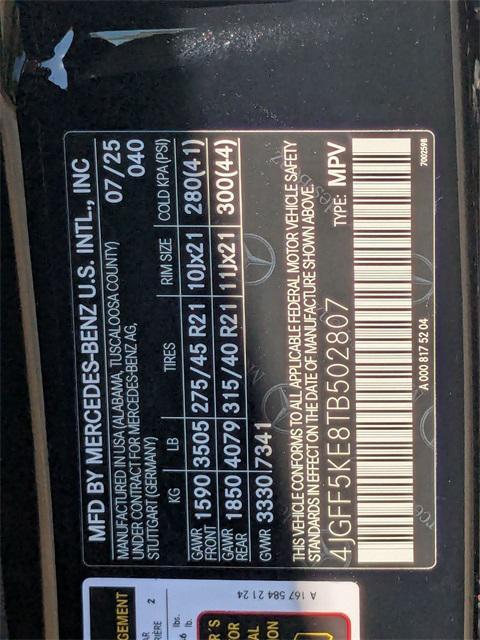 MFD BY MERCEDES-BENZ U.S. INTL., INC
MANUFACTURED IN USA (ALABAMA, TUSCALOOSA COUNTY) 07/25
UNDER CONTRACT FOR MERCEDES-BENZ AG, 040
STUTTGART (GERMANY)
KG LB TIRES RIM SIZE COLD KPA (PSI)
GAWR FRONT 1590 3505 275/45 R21 10Jx21 280(41)
GAWR REAR 1850 4079 315/40 R21 11Jx21 300(44)
GVWR 3330 7341
THIS VEHICLE CONFORMS TO ALL APPLICABLE FEDERAL MOTOR VEHICLE SAFETY
STANDARDS IN EFFECT ON THE DATE OF MANUFACTURE SHOWN ABOVE.
4JGFF5KE8TB502807 TYPE: MPV
A 000 817 52 04 7002598
A 167 584 21 24